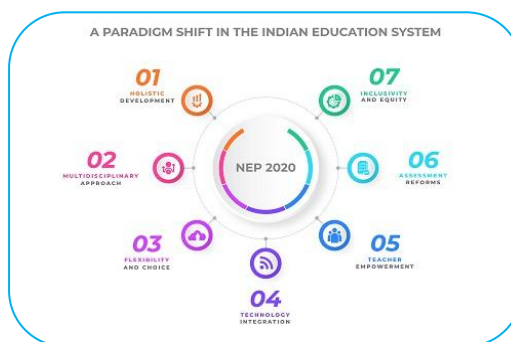 A PARADIGM SHIFT IN THE INDIAN EDUCATION SYSTEM
01
HOLISTIC
DEVELOPMENT
02
MULTIDISCIPLINARY
APPROACH
03
FLEXIBILITY
AND CHOICE
04
TECHNOLOGY
INTEGRATION
05
TEACHER
EMPOWERMENT
06
ASSESSMENT
REFORMS
07
INCLUSIVITY
AND EQUITY
NEP 2020